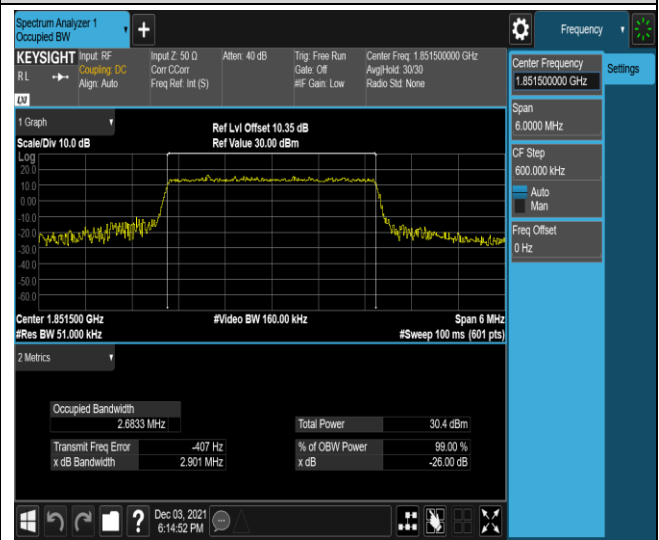 Spectrum Analyzer 1
Occupied BW
+
Frequency
KEYSIGHT
R L
LXI
Input: RF
Coupling: DC
Align: Auto
Input Z: 50 Ω
Corr CCorr
Freq Ref: Int (S)
Atten: 40 dB
Trig: Free Run
Gate: Off
#IF Gain: Low
Center Freq: 1.851500000 GHz
Avg|Hold: 30/30
Radio Std: None
Center Frequency
1.851500000 GHz
Settings
Span
6.0000 MHz
CF Step
600.000 kHz
Auto
Man
Freq Offset
0 Hz
1 Graph
Scale/Div 10.0 dB
Ref Lvl Offset 10.35 dB
Ref Value 30.00 dBm
Log
20.0
10.0
0.00
-10.0
-20.0
-30.0
-40.0
-50.0
-60.0
Center 1.851500 GHz
#Video BW 160.00 kHz
Span 6 MHz
#Res BW 51.000 kHz
#Sweep 100 ms (601 pts)
2 Metrics
Occupied Bandwidth
2.6833 MHz
Total Power 30.4 dBm
Transmit Freq Error -407 Hz
% of OBW Power 99.00 %
x dB Bandwidth 2.901 MHz
x dB -26.00 dB
?
Dec 03, 2021
6:14:52 PM